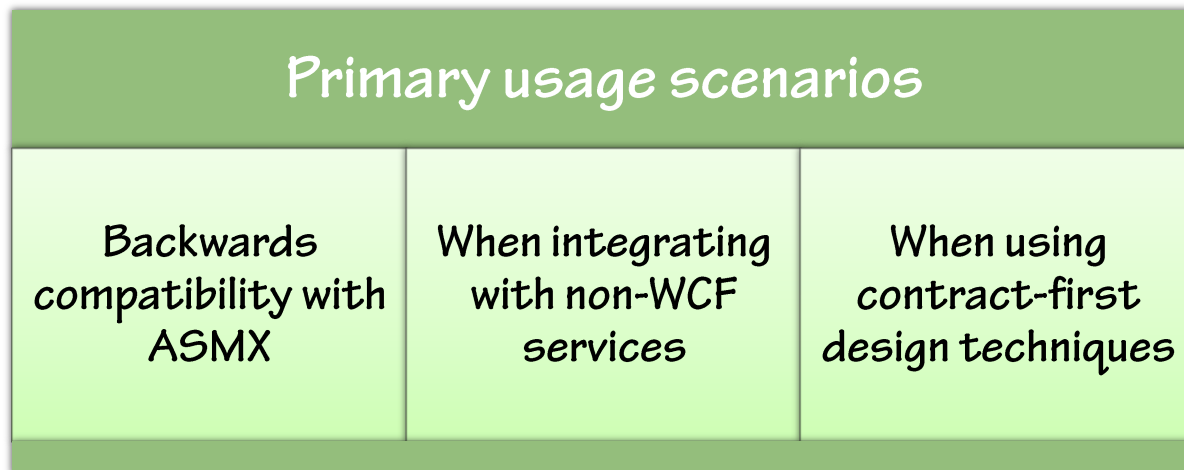 Primary usage scenarios
Backwards
compatibility with
ASMX
When integrating
with non-WCF
services
When using
contract-first
design techniques